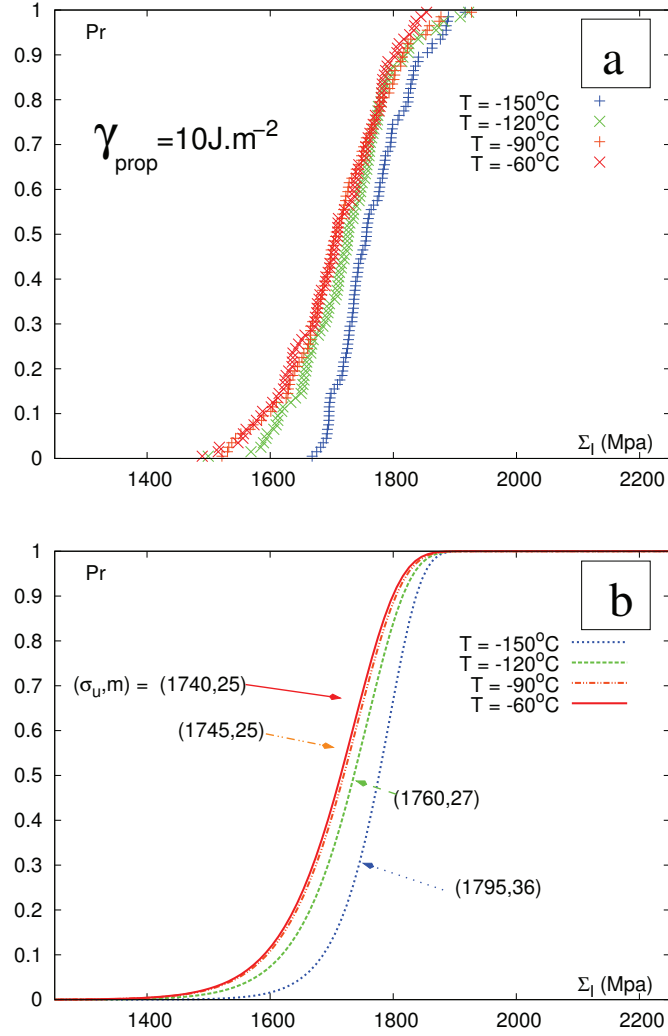 1
Pr
a
0.9
T = -150°C
0.8
T = -120°C
T = -90°C
γprop=10J.m−2
T = -60°C
0.7
0.6
0.5
0.4
0.3
0.2
0.1
ΣI (Mpa)
0
1400 1600 1800 2000 2200
1
Pr
b
0.9
T = -150°C
0.8
T = -120°C
T = -90°C
(σu,m) = (1740,25)
T = -60°C
0.7
0.6
(1745,25)
0.5
(1760,27)
0.4
0.3
(1795,36)
0.2
0.1
ΣI (Mpa)
0
1400 1600 1800 2000 2200